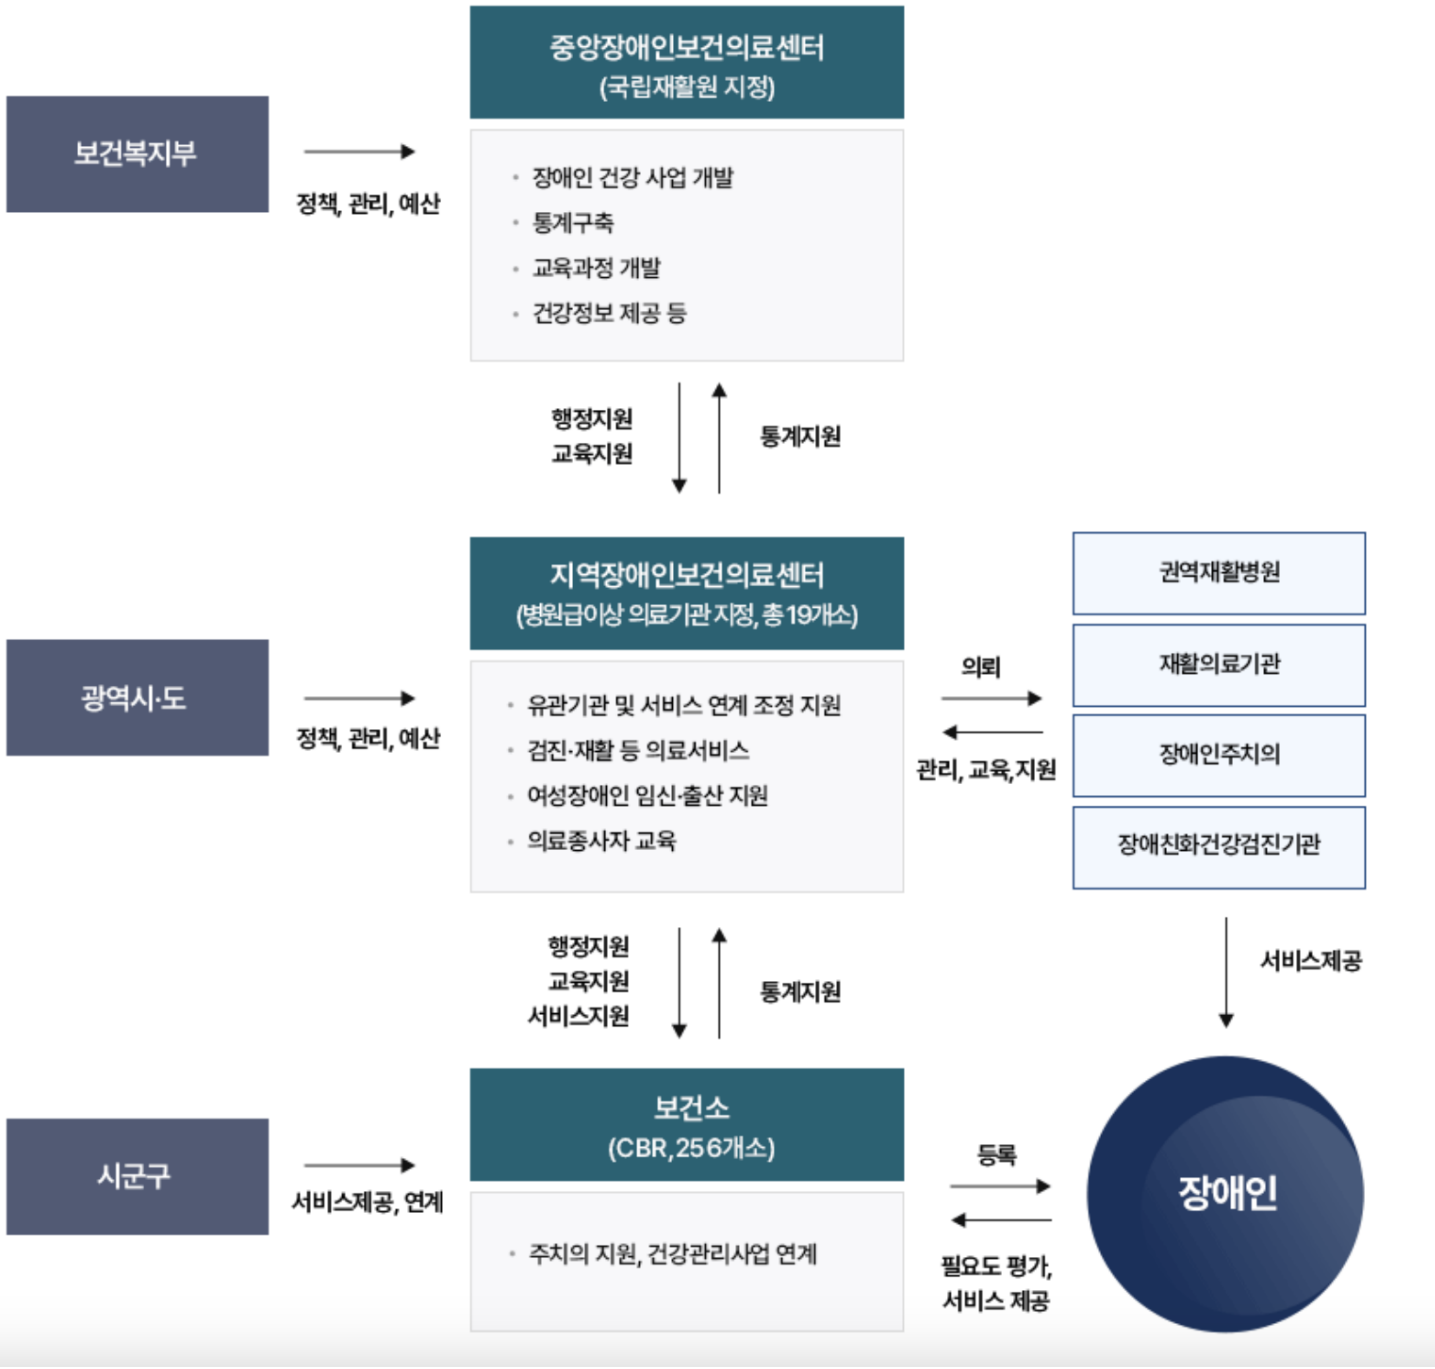 중앙장애인보건의료센터
(국립재활원 지정)
보건복지부
정책, 관리, 예산
· 장애인 건강 사업 개발
· 통계구축
· 교육과정 개발
· 건강정보 제공 등
행정지원
교육지원
통계지원
지역장애인보건의료센터
(병원급이상 의료기관 지정, 총 19개소)
광역시·도
정책, 관리, 예산
· 유관기관 및 서비스 연계 조정 지원
· 검진·재활 등 의료서비스
· 여성장애인 임신·출산 지원
· 의료종사자 교육
의뢰
관리, 교육,지원
권역재활병원
재활의료기관
장애인주치의
장애친화건강검진기관
행정지원
교육지원
서비스지원
통계지원
서비스제공
보건소
(CBR,256개소)
시군구
서비스제공, 연계
· 주치의 지원, 건강관리사업 연계
등록
필요도 평가,
서비스 제공
장애인